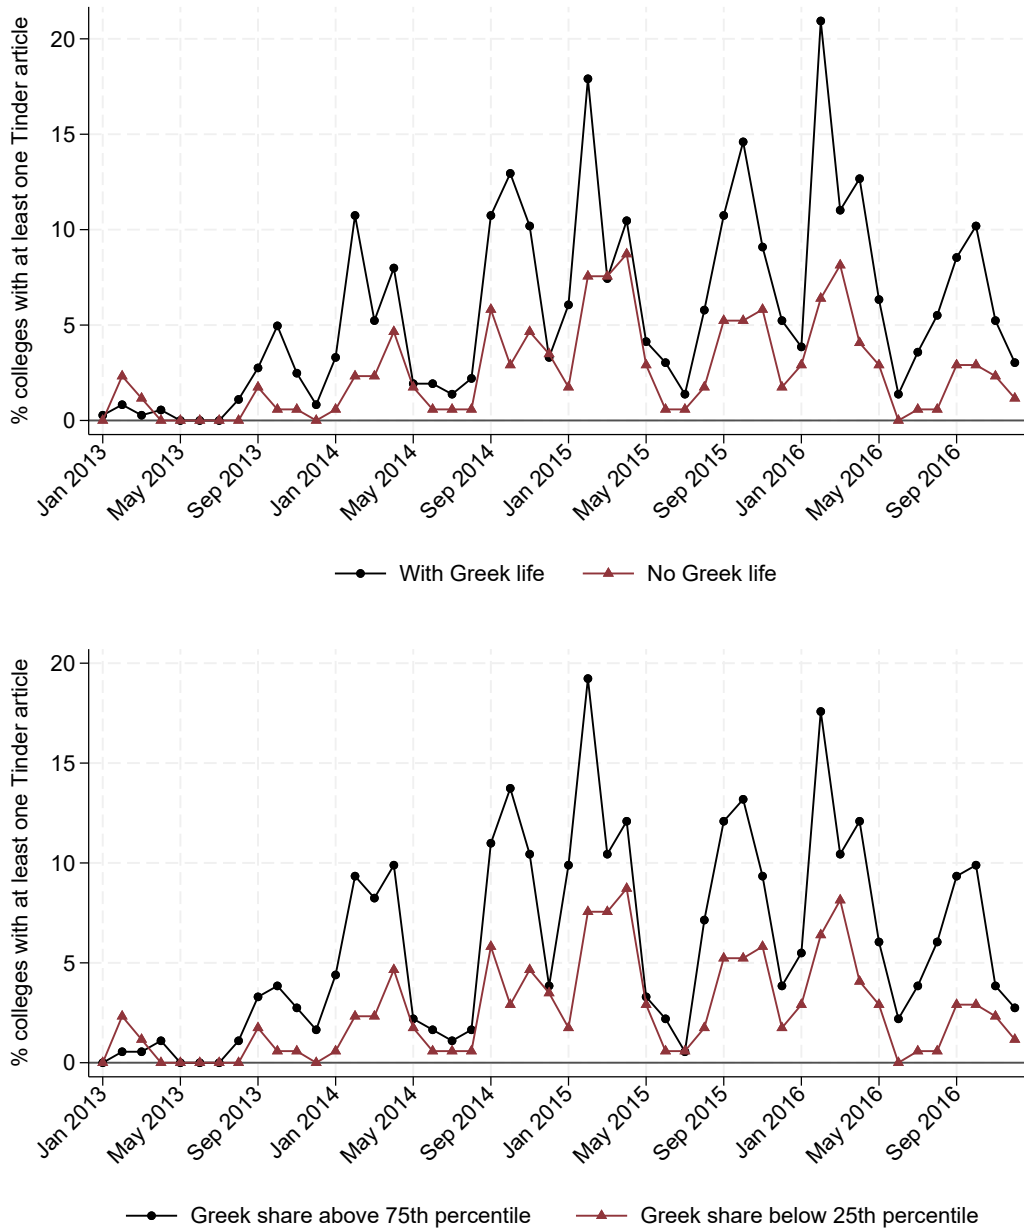 % colleges with at least one Tinder article
20
15
10
5
0
Jan 2013
May 2013
Sep 2013
Jan 2014
May 2014
Sep 2014
Jan 2015
May 2015
Sep 2015
Jan 2016
May 2016
Sep 2016
With Greek life
No Greek life
% colleges with at least one Tinder article
20
15
10
5
0
Jan 2013
May 2013
Sep 2013
Jan 2014
May 2014
Sep 2014
Jan 2015
May 2015
Sep 2015
Jan 2016
May 2016
Sep 2016
Greek share above 75th percentile
Greek share below 25th percentile